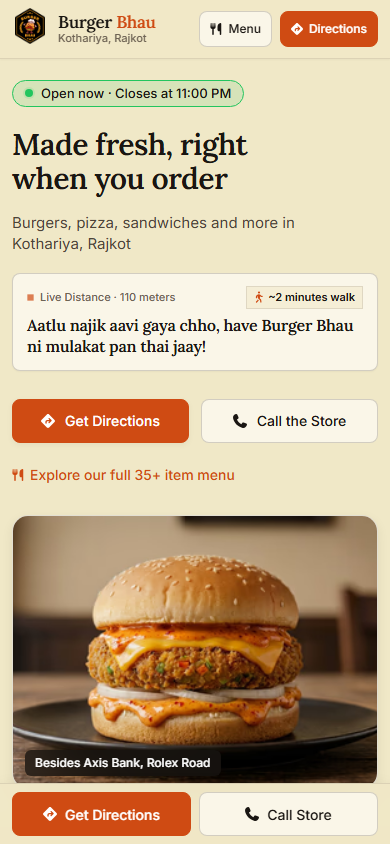 Burger Bhau
Kothariya, Rajkot
Menu
Directions
Open now · Closes at 11:00 PM
Made fresh, right
when you order
Burgers, pizza, sandwiches and more in
Kothariya, Rajkot
Live Distance · 110 meters
~2 minutes walk
Aatlu najik aavi gaya chho, have Burger Bhau
ni mulakat pan thai jaay!
Get Directions
Call the Store
Explore our full 35+ item menu
Besides Axis Bank, Rolex Road
Get Directions
Call Store